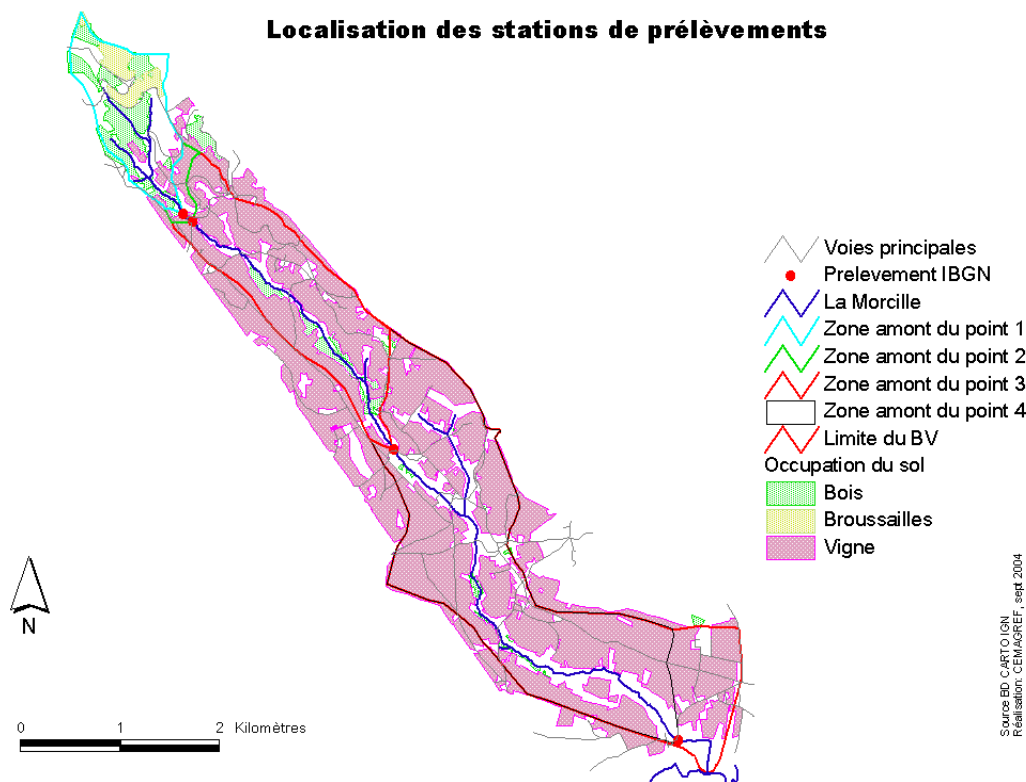 Localisation des stations de prélèvements
Voies principales
Prelevement IBGN
La Morcille
Zone amont du point 1
Zone amont du point 2
Zone amont du point 3
Zone amont du point 4
Limite du BV
Occupation du sol
Bois
Broussailles
Vigne
N
0 1 2 Kilomètres
Source BD CARTO IGN
Réalisation: CEMAGREF, sept 2004